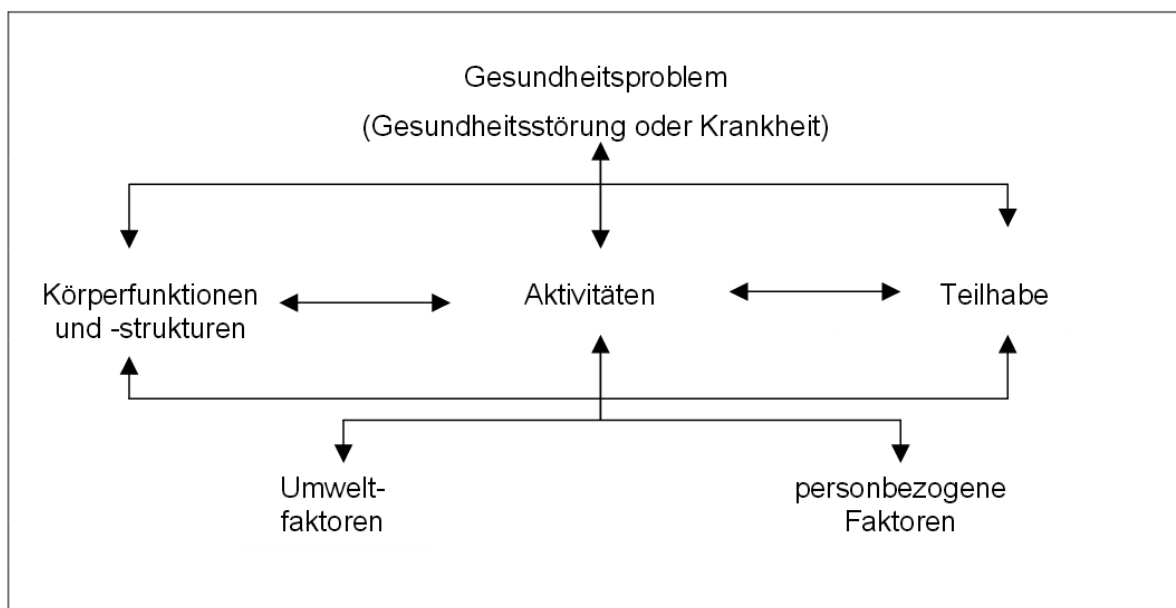 Gesundheitsproblem
(Gesundheitsstörung oder Krankheit)
Körperfunktionen
und -strukturen
Aktivitäten
Teilhabe
Umwelt-
faktoren
personbezogene
Faktoren